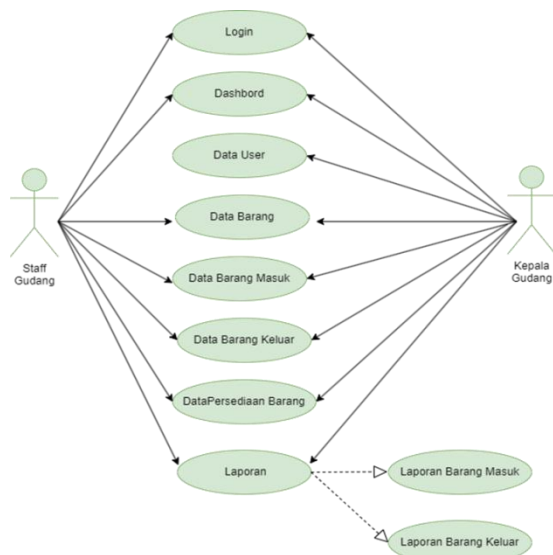 Login
Dashbord
Data User
Data Barang
Staff
Gudang
Kepala
Gudang
Data Barang Masuk
Data Barang Keluar
DataPersediaan Barang
Laporan
Laporan Barang Masuk
Laporan Barang Keluar